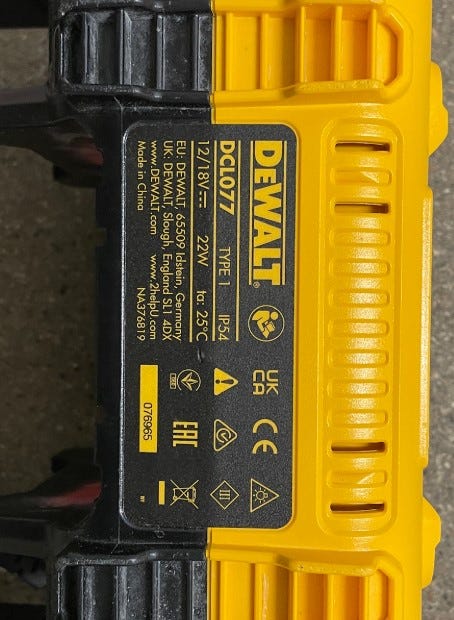 DEWALT®
DCL077 TYPE 1 IP54
12/18V 22W ta: 25°C
EU: DEWALT, 65509 Idstein, Germany
UK: DEWALT, Slough, England SL1 4DX
www.DEWALT.com www.2helpU.com
Made in China NA376819
UK CA CE
EAC
076965